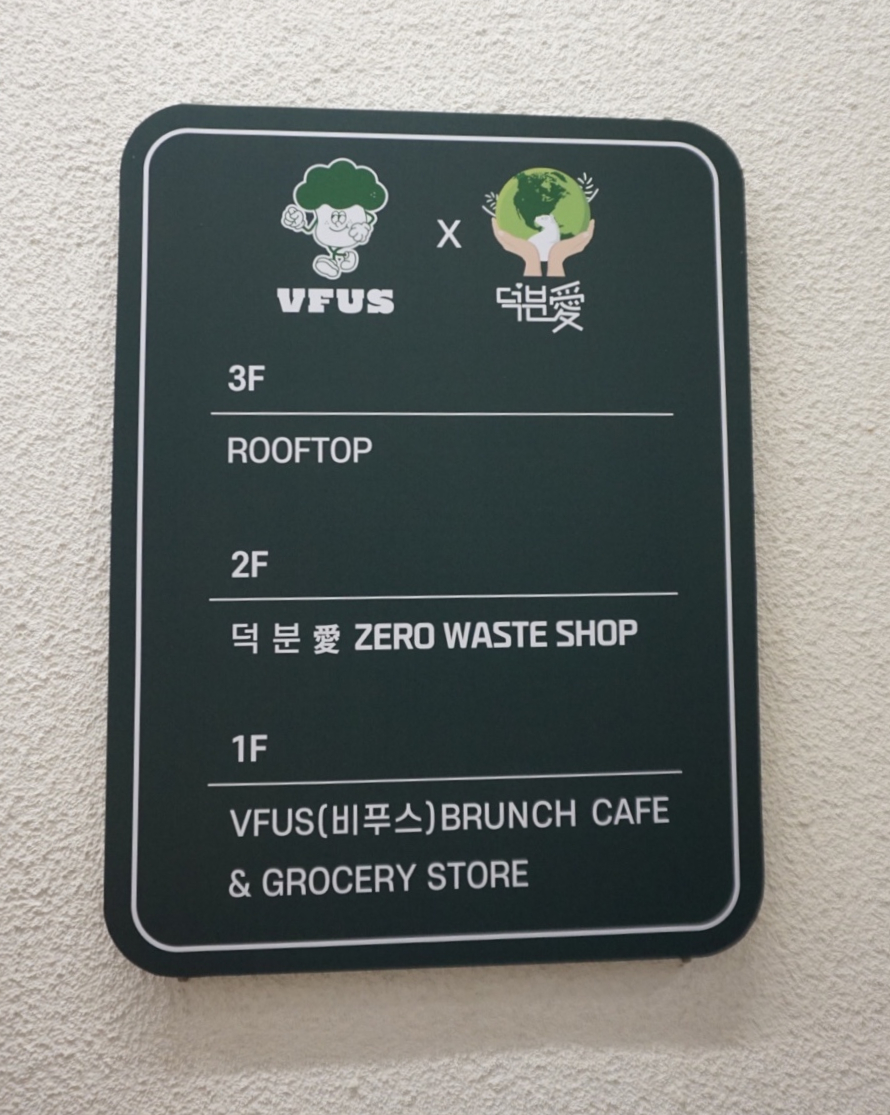 VFUS X 덕분愛
3F
ROOFTOP
2F
덕 분 愛 ZERO WASTE SHOP
1F
VFUS(비푸스)BRUNCH CAFE
& GROCERY STORE